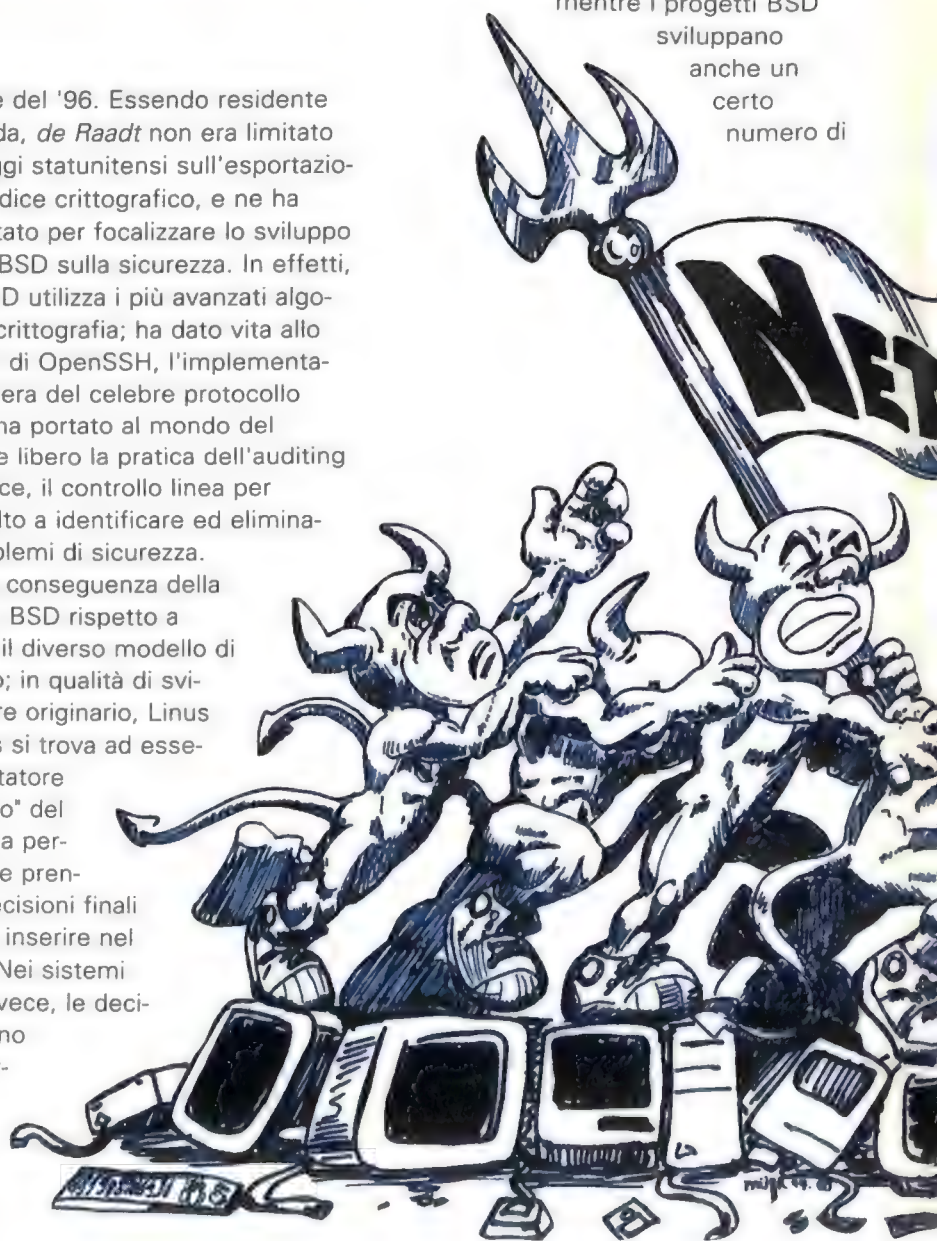 e del '96. Essendo residente
da, de Raadt non era limitato
ggi statunitensi sull'esportazio-
dice crittografico, e ne ha
tato per focalizzare lo sviluppo
BSD sulla sicurezza. In effetti,
D utilizza i più avanzati algo-
crittografia; ha dato vita allo
di OpenSSH, l'implementa-
era del celebre protocollo
ha portato al mondo del
e libero la pratica dell'auditing
ce, il controllo linea per
lto a identificare ed elimina-
blemi di sicurezza.
conseguenza della
BSD rispetto a
il diverso modello di
o; in qualità di svi-
re originario, Linus
s si trova ad esse-
tatore
o" del
a per-
e pren-
ecisioni finali
inserire nel
Nei sistemi
vece, le deci-
no
r-
mentre i progetti BSD
sviluppano
anche un
certo
numero di
NET